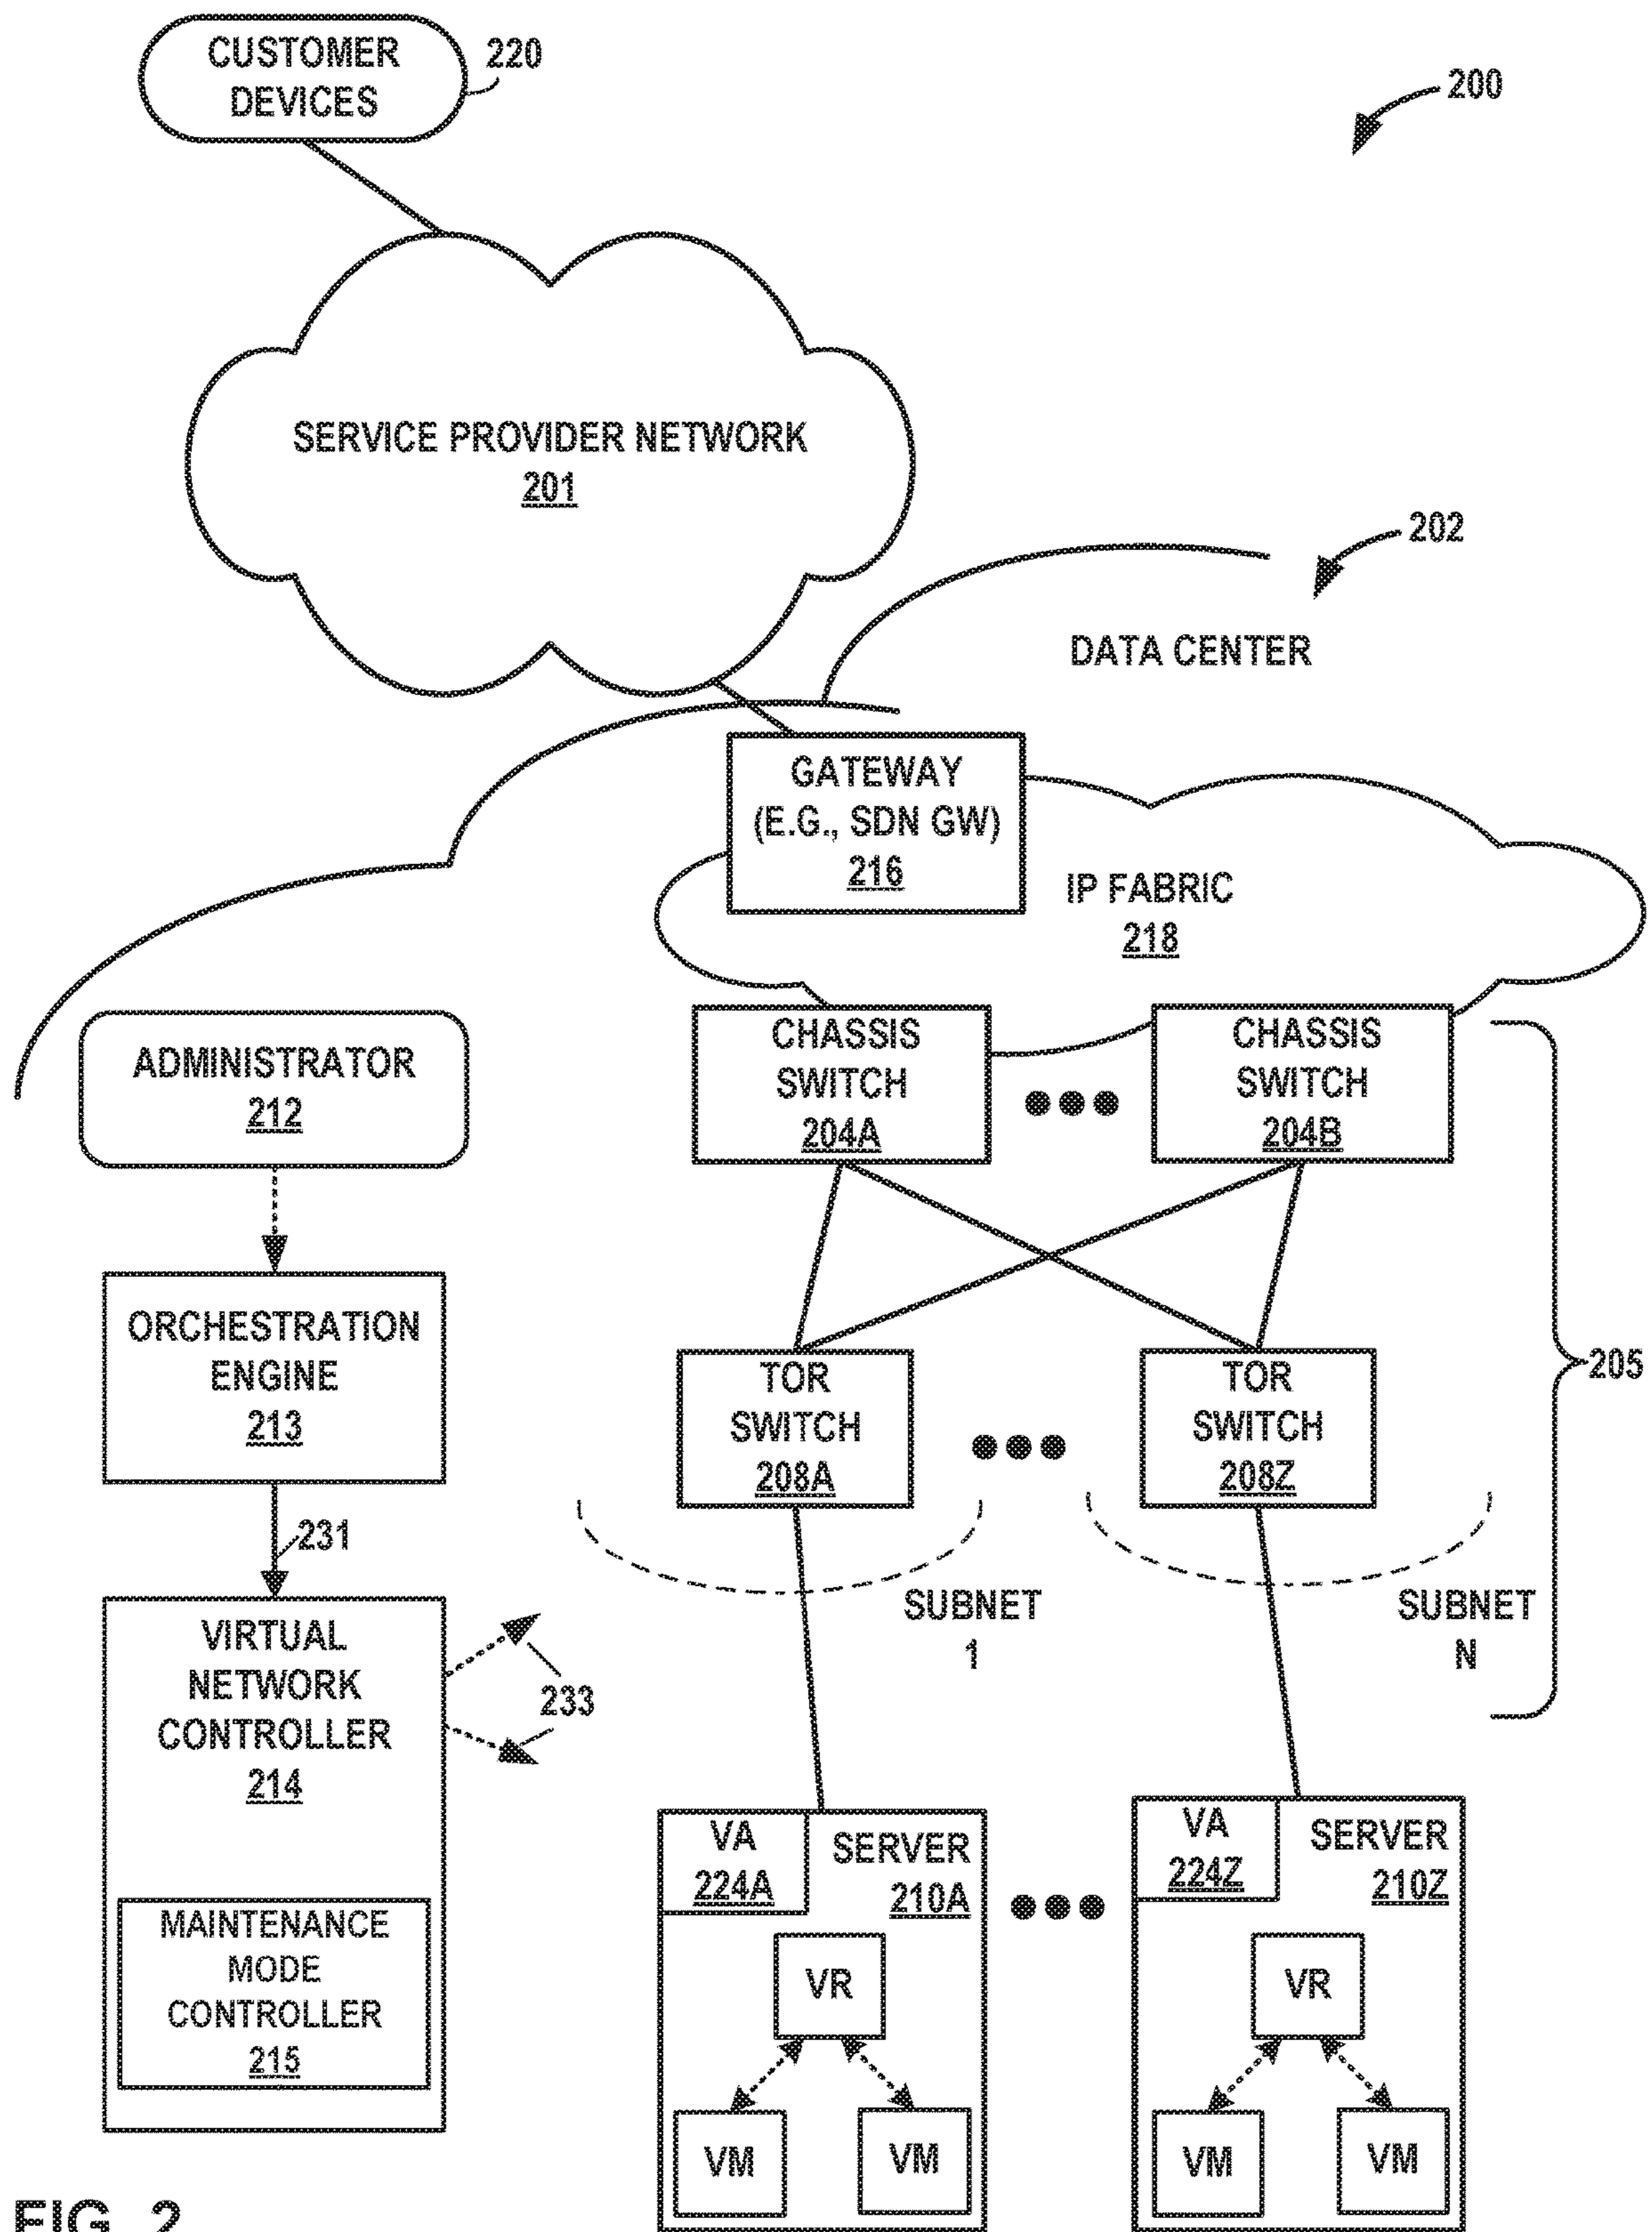 CUSTOMER
DEVICES
220
200
SERVICE PROVIDER NETWORK
201
202
DATA CENTER
GATEWAY
(E.G., SDN GW)
216
IP FABRIC
218
ADMINISTRATOR
212
CHASSIS
SWITCH
204A
CHASSIS
SWITCH
204B
ORCHESTRATION
ENGINE
213
TOR
SWITCH
208A
TOR
SWITCH
208Z
205
231
SUBNET
1
SUBNET
N
VIRTUAL
NETWORK
CONTROLLER
214
233
MAINTENANCE
MODE
CONTROLLER
215
VA
224A
SERVER
210A
VR
VM
VM
VA
224Z
SERVER
210Z
VR
VM
VM
FIG. 2